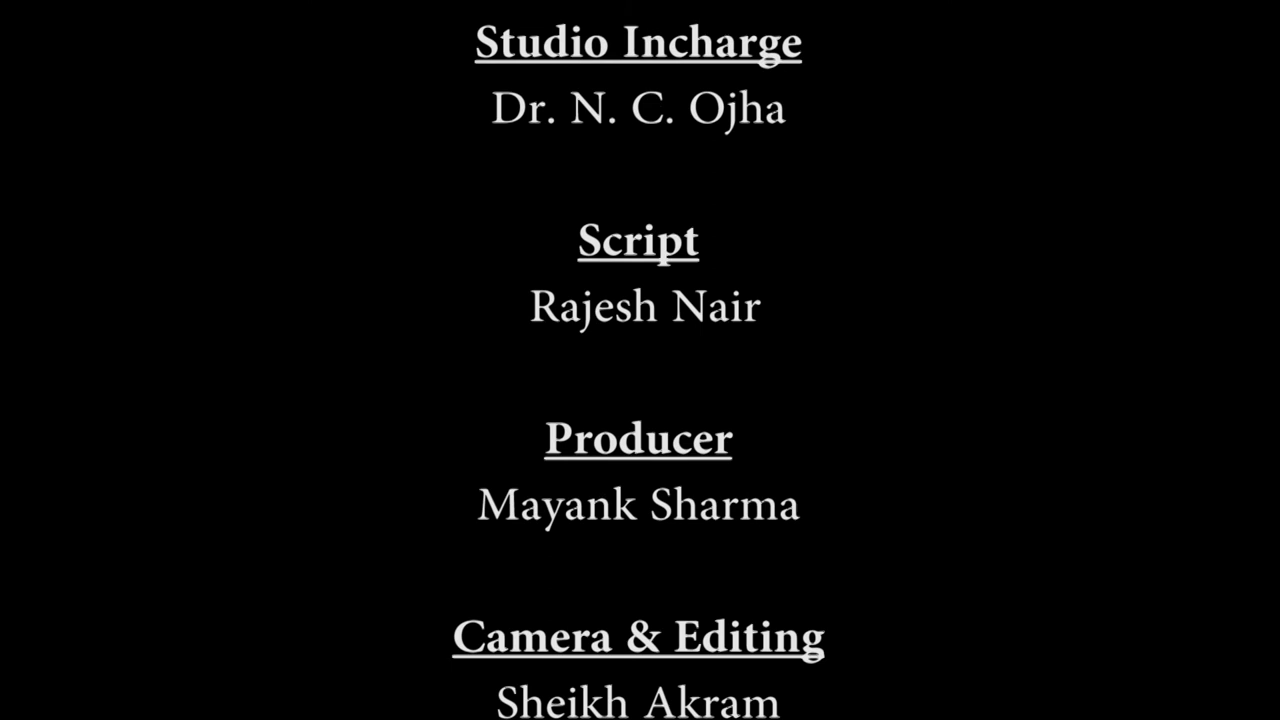 Studio Incharge
Dr. N. C. Ojha
Script
Rajesh Nair
Producer
Mayank Sharma
Camera & Editing
Sheikh Akram